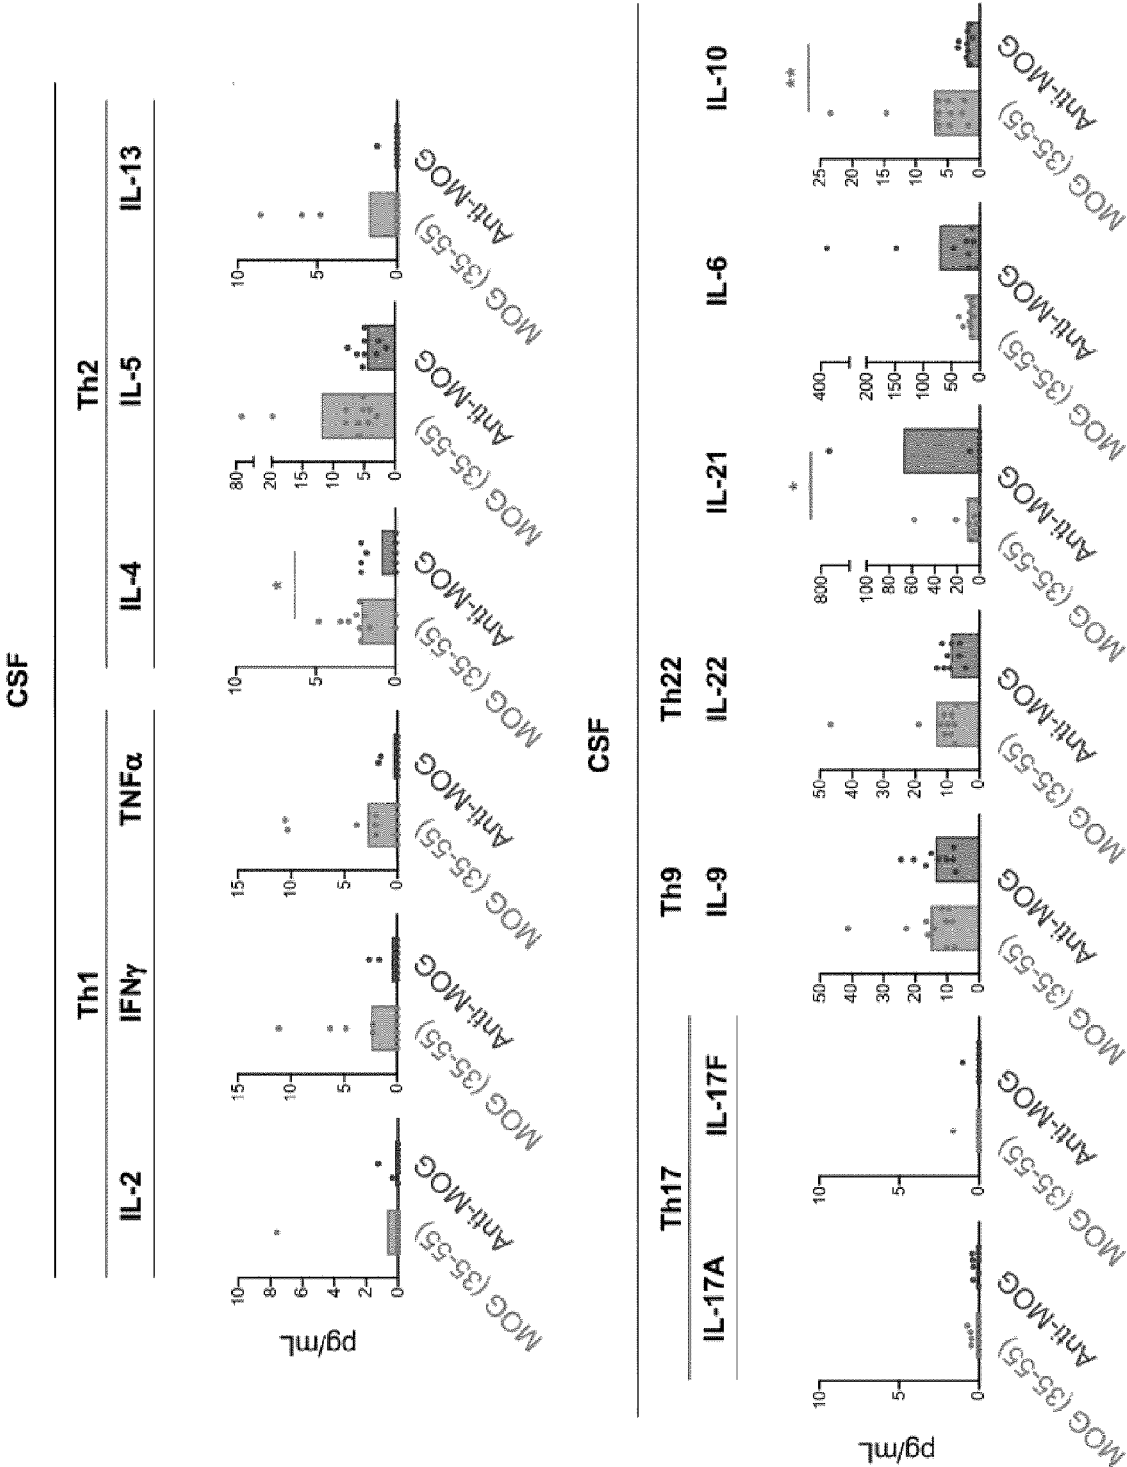 CSF
Th1 Th2
IL-2 IFNγ TNFα IL-4 IL-5 IL-13
pg/mL
10
8
6
4
2
0
MOG (35-55)
Anti-MOG
15
10
5
0
MOG (35-55)
Anti-MOG
15
10
5
0
MOG (35-55)
Anti-MOG
*
10
5
0
MOG (35-55)
Anti-MOG
80
20
15
10
5
0
MOG (35-55)
Anti-MOG
10
5
0
MOG (35-55)
Anti-MOG
CSF
Th17 Th9 Th22
IL-17A IL-17F IL-9 IL-22 IL-21 IL-6 IL-10
pg/mL
10
5
0
MOG (35-55)
Anti-MOG
10
5
0
MOG (35-55)
Anti-MOG
50
40
30
20
10
0
MOG (35-55)
Anti-MOG
50
40
30
20
10
0
MOG (35-55)
Anti-MOG
*
800
100
80
60
40
20
0
MOG (35-55)
Anti-MOG
400
200
150
100
50
0
MOG (35-55)
Anti-MOG
**
25
20
15
10
5
0
MOG (35-55)
Anti-MOG